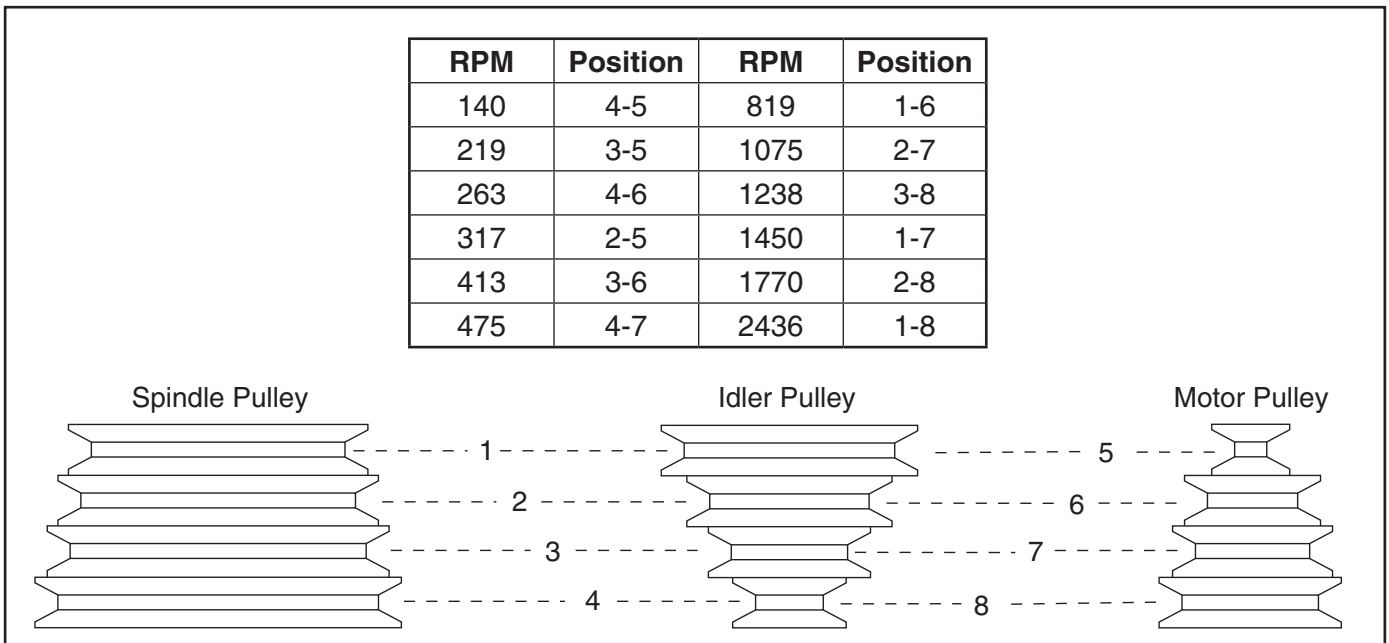 RPM Position RPM Position
140 4-5 819 1-6
219 3-5 1075 2-7
263 4-6 1238 3-8
317 2-5 1450 1-7
413 3-6 1770 2-8
475 4-7 2436 1-8
Spindle Pulley Idler Pulley Motor Pulley
1 5
2 6
3 7
4 8